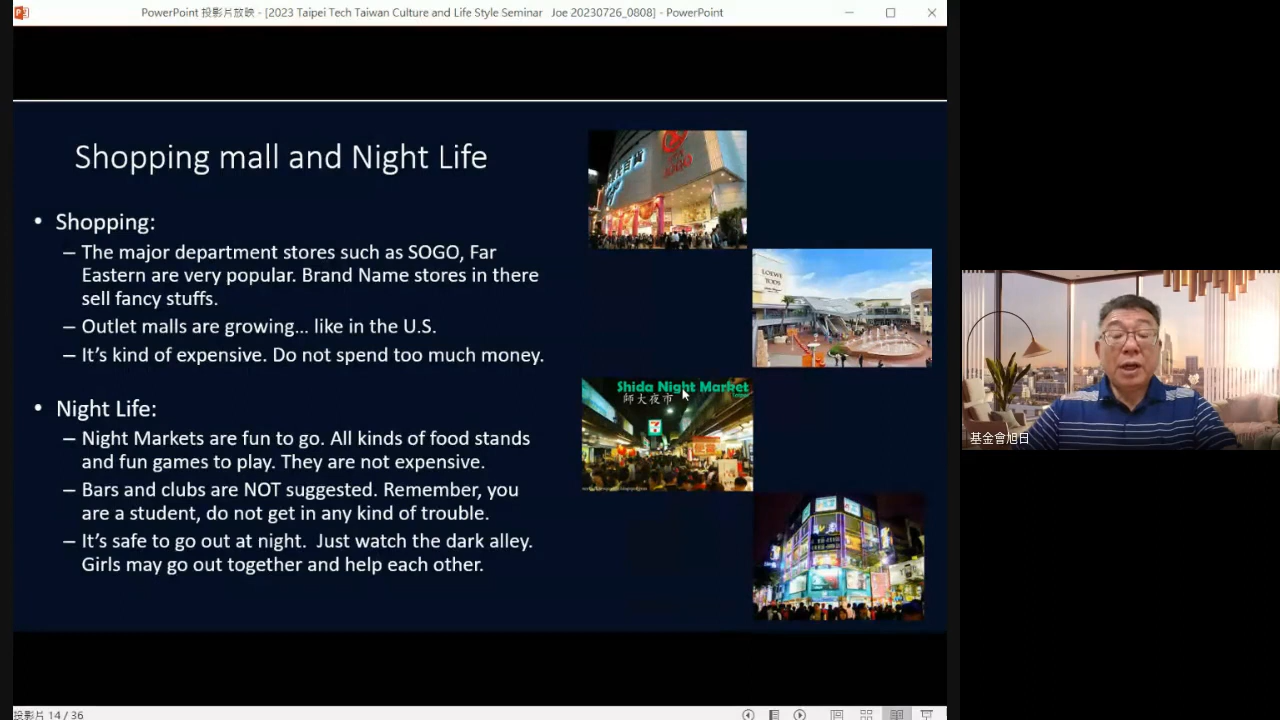 PowerPoint 投影片放映 - [2023 Taipei Tech Taiwan Culture and Life Style Seminar Joe 20230726_0808] - PowerPoint
Shopping mall and Night Life
• Shopping:
– The major department stores such as SOGO, Far
Eastern are very popular. Brand Name stores in there
sell fancy stuffs.
– Outlet malls are growing... like in the U.S.
– It's kind of expensive. Do not spend too much money.
• Night Life:
– Night Markets are fun to go. All kinds of food stands
and fun games to play. They are not expensive.
– Bars and clubs are NOT suggested. Remember, you
are a student, do not get in any kind of trouble.
– It's safe to go out at night. Just watch the dark alley.
Girls may go out together and help each other.
SOGO
LOEWE
TODS
Shida Night Market
Taipei
師大夜市
7
基金會旭日
投影片 14 / 36